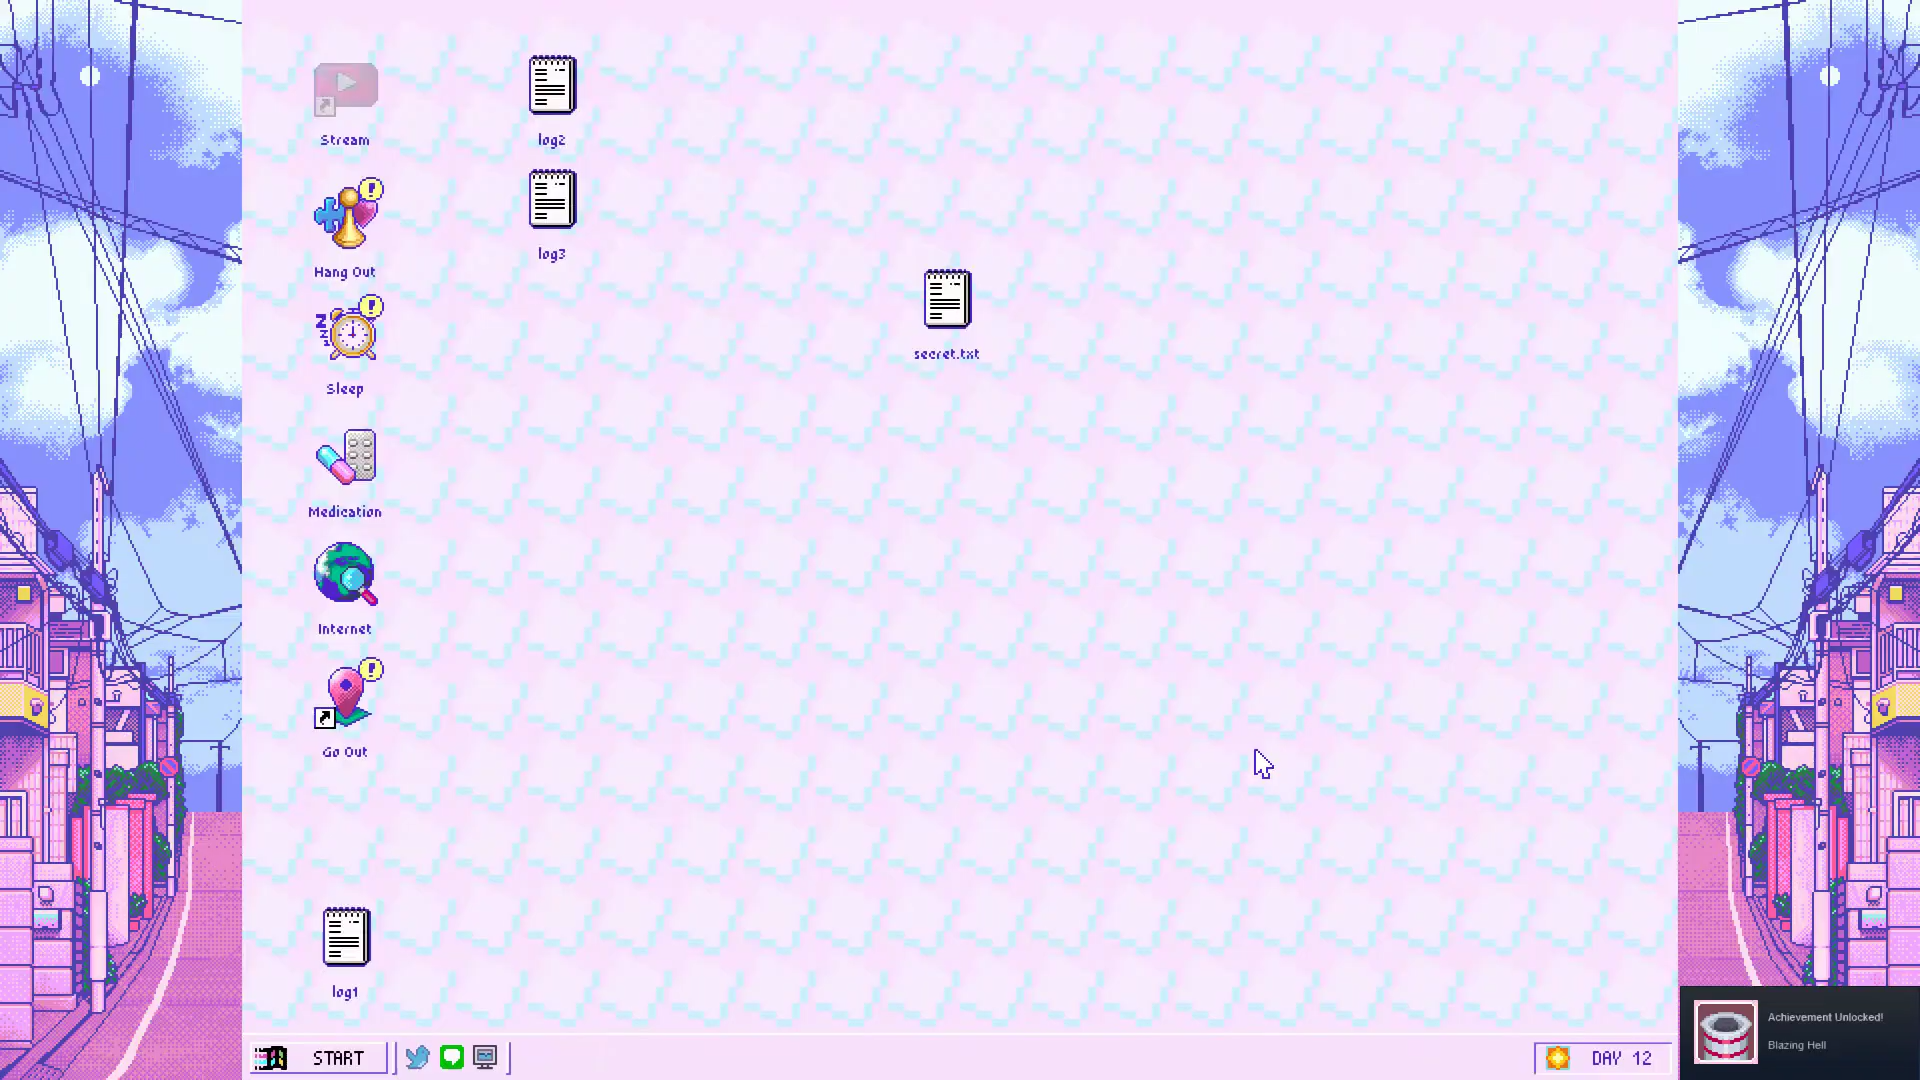 Stream
log2
Hang Out
log3
Sleep
secret.txt
Medication
Internet
Go Out
log1
START
DAY 12
Achievement Unlocked!
Blazing Hell